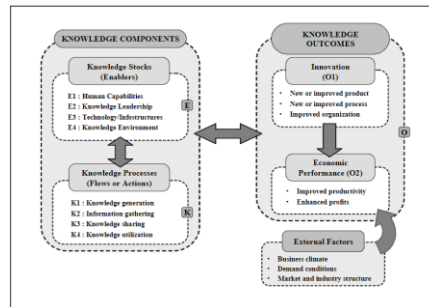 KNOWLEDGE COMPONENTS
Knowledge Stocks
(Enablers)
E1 : Human Capabilities
E2 : Knowledge Leadership
E3 : Technology/Infostructures
E4 : Knowledge Environment
E
Knowledge Processes
(Flows or Actions)
K1 : Knowledge generation
K2 : Information gathering
K3 : Knowledge sharing
K4 : Knowledge utilization
K
KNOWLEDGE
OUTCOMES
Innovation
(O1)
• New or improved product
• New or improved process
• Improved organization
O
Economic
Performance (O2)
• Improved productivity
• Enhanced profits
External Factors
• Business climate
• Demand conditions
• Market and industry structure